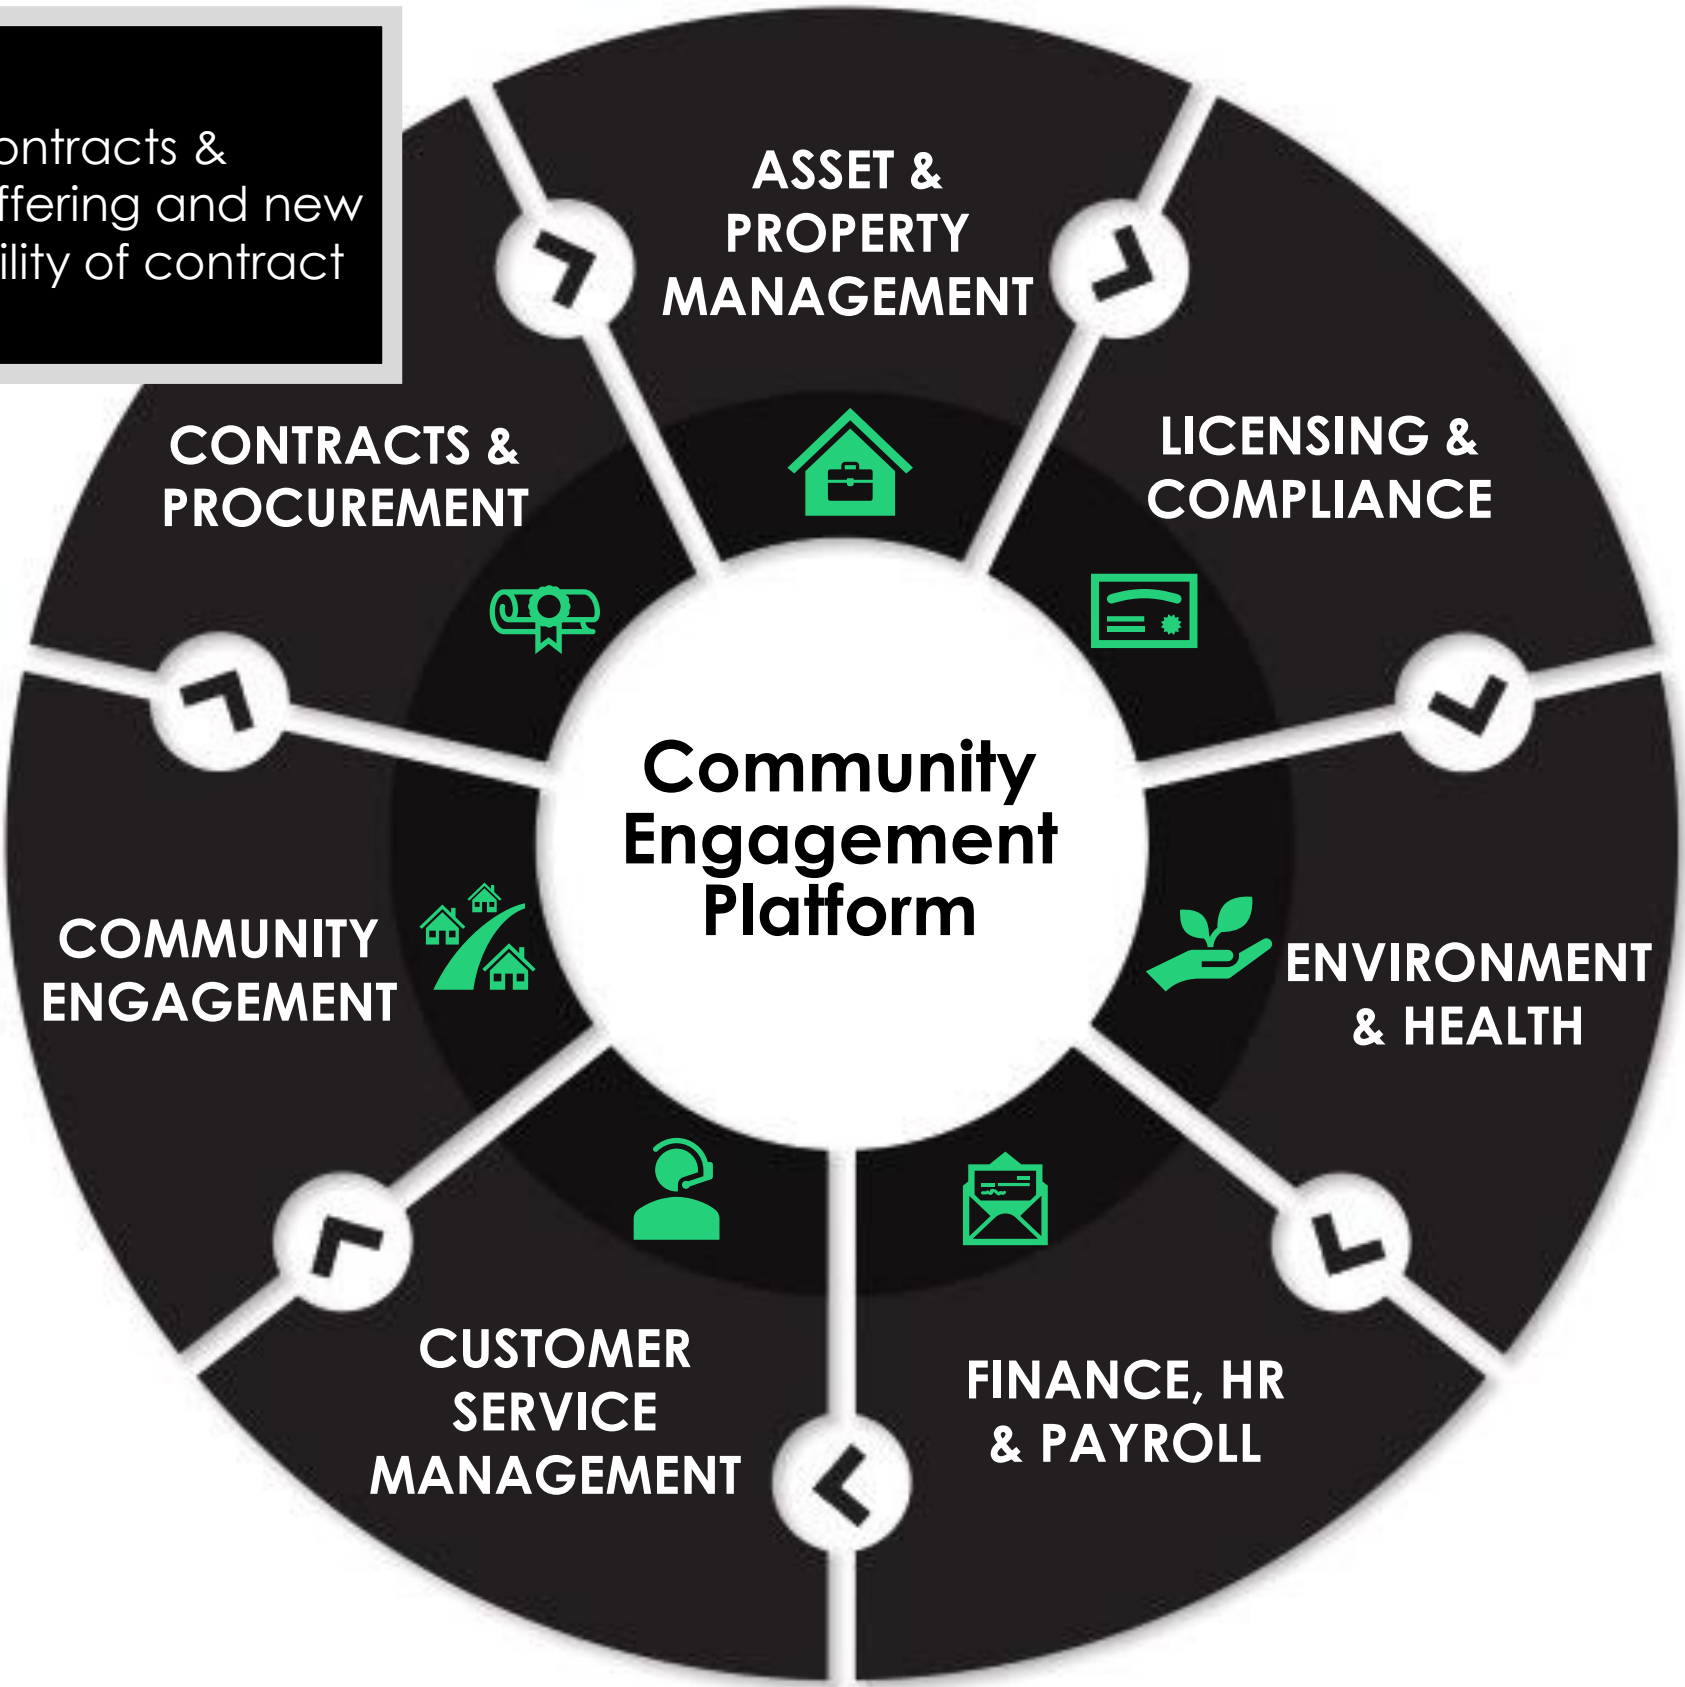 ontracts &
ffering and new
ility of contract
ASSET &
PROPERTY
MANAGEMENT
LICENSING &
COMPLIANCE
ENVIRONMENT
& HEALTH
FINANCE, HR
& PAYROLL
CUSTOMER
SERVICE
MANAGEMENT
COMMUNITY
ENGAGEMENT
CONTRACTS &
PROCUREMENT
Community
Engagement
Platform